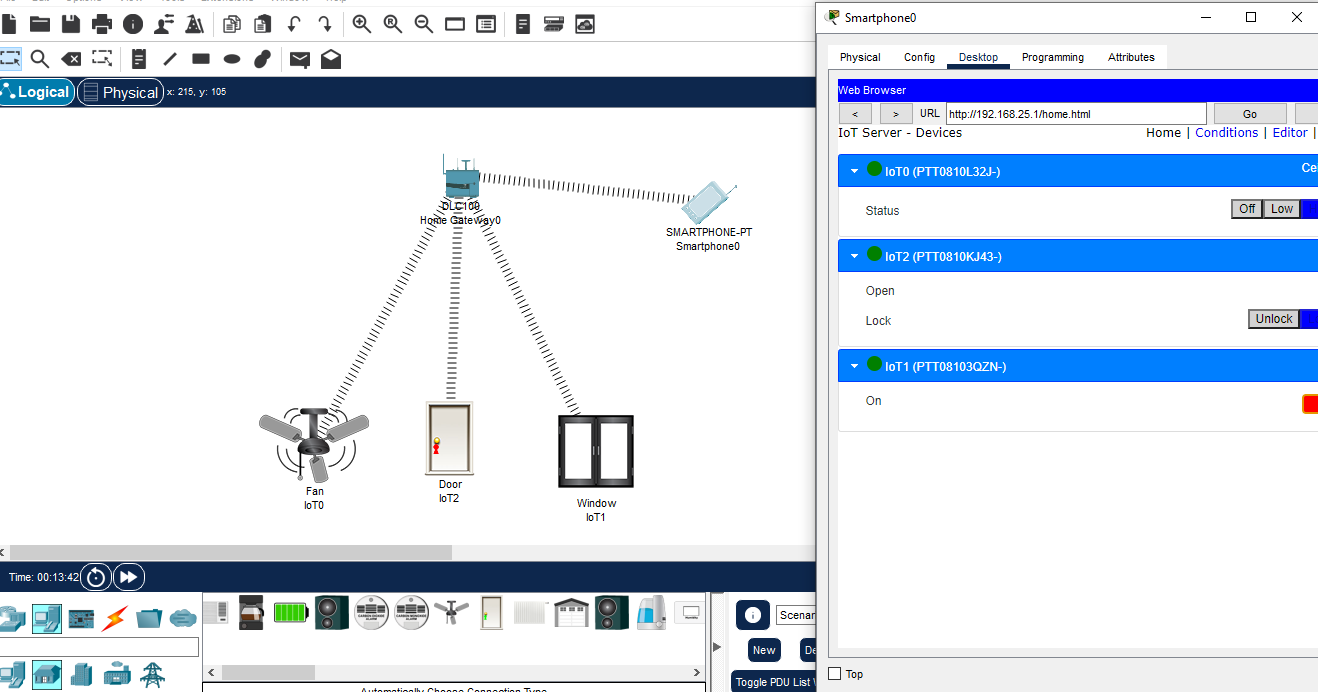 Logical
Physical
x: 215, y: 105
DLC100
Home Gateway0
SMARTPHONE-PT
Smartphone0
Fan
IoT0
Door
IoT2
Window
IoT1
Time: 00:13:42
Scenar
New
De
Toggle PDU List
Automatically Choose Connection Type
Smartphone0
Physical Config Desktop Programming Attributes
Web Browser
< > URL http://192.168.25.1/home.html Go
IoT Server - Devices Home | Conditions | Editor |
IoT0 (PTT0810L32J-) Cei
Status Off Low
IoT2 (PTT0810KJ43-)
Open
Lock Unlock
IoT1 (PTT08103QZN-)
On
Top